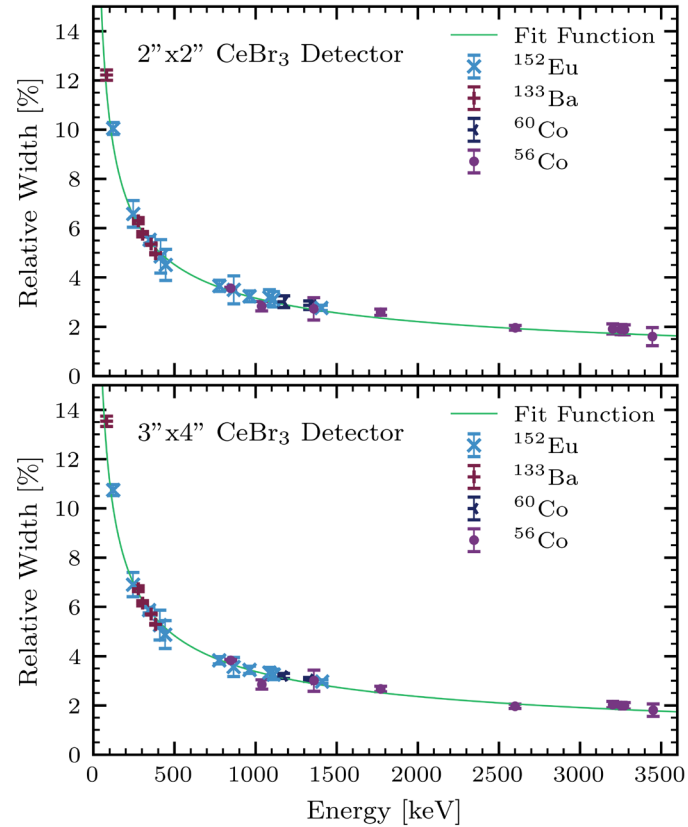 14
12
10
8
6
4
2
0
Relative Width [%]
2”x2” CeBr₃ Detector
Fit Function
¹⁵²Eu
¹³³Ba
⁶⁰Co
⁵⁶Co
14
12
10
8
6
4
2
0
Relative Width [%]
3”x4” CeBr₃ Detector
Fit Function
¹⁵²Eu
¹³³Ba
⁶⁰Co
⁵⁶Co
0 500 1000 1500 2000 2500 3000 3500
Energy [keV]